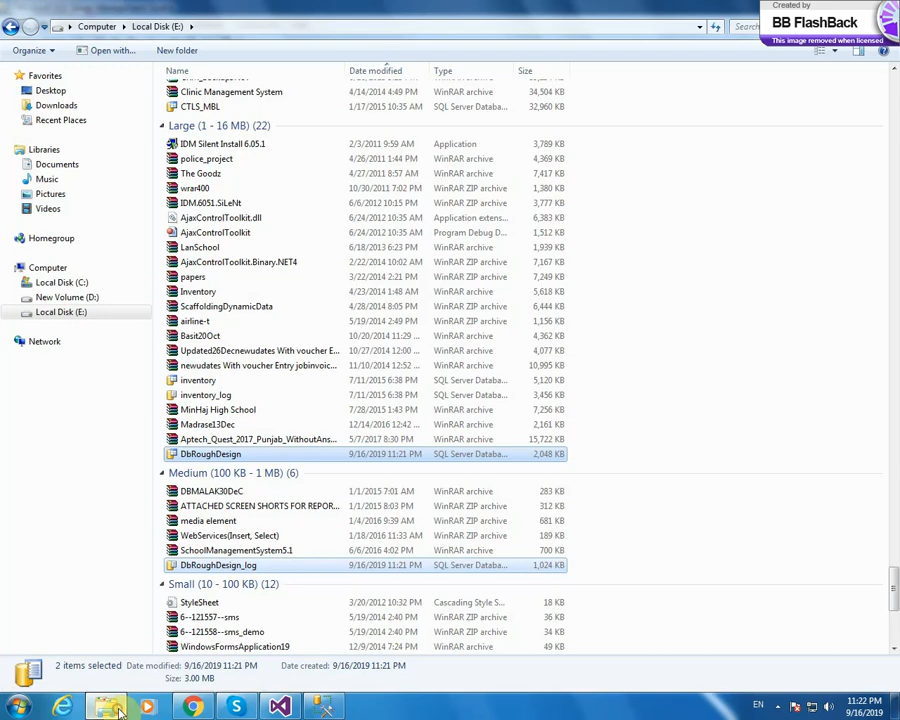 Created by
BB FlashBack
This image removed when licensed
Computer ▸ Local Disk (E:) ▸
Search
Organize ▾ Open with... New folder
Name Date modified Type Size
Clinic Management System 4/14/2014 4:49 PM WinRAR archive 34,504 KB
CTLS_MBL 1/17/2015 10:35 AM SQL Server Databa... 32,960 KB
Large (1 - 16 MB) (22)
IDM Silent Install 6.05.1 2/3/2011 9:59 AM Application 3,789 KB
police_project 4/26/2011 1:44 PM WinRAR archive 4,369 KB
The Goodz 4/27/2011 8:57 AM WinRAR archive 7,417 KB
wrar400 10/30/2011 7:02 PM WinRAR ZIP archive 1,380 KB
IDM.6051.SiLeNt 6/6/2012 10:15 PM WinRAR archive 3,777 KB
AjaxControlToolkit.dll 6/24/2012 10:35 AM Application extens... 6,383 KB
AjaxControlToolkit 6/24/2012 10:35 AM Program Debug D... 1,512 KB
LanSchool 6/18/2013 6:23 PM WinRAR archive 1,939 KB
AjaxControlToolkit.Binary.NET4 2/22/2014 10:02 AM WinRAR ZIP archive 7,167 KB
papers 3/22/2014 2:21 PM WinRAR archive 7,249 KB
Inventory 4/23/2014 1:48 AM WinRAR archive 5,618 KB
ScaffoldingDynamicData 4/28/2014 8:05 PM WinRAR ZIP archive 6,444 KB
airline-t 5/19/2014 2:49 PM WinRAR ZIP archive 1,156 KB
Basit20Oct 10/20/2014 11:29 ... WinRAR archive 4,362 KB
Updated26Decnewudates With voucher E... 10/27/2014 12:00 ... WinRAR archive 4,077 KB
newudates With voucher Entry jobinvoic... 11/10/2014 12:52 ... WinRAR archive 10,995 KB
inventory 7/11/2015 6:38 PM SQL Server Databa... 5,120 KB
inventory_log 7/11/2015 6:38 PM SQL Server Databa... 3,456 KB
MinHaj High School 7/28/2015 1:43 PM WinRAR archive 7,256 KB
Madrase13Dec 12/14/2016 12:42 ... WinRAR archive 2,161 KB
Aptech_Quest_2017_Punjab_WithoutAns... 5/7/2017 8:30 PM WinRAR archive 15,722 KB
DbRoughDesign 9/16/2019 11:21 PM SQL Server Databa... 2,048 KB
Medium (100 KB - 1 MB) (6)
DBMALAK30DeC 1/1/2015 7:01 AM WinRAR archive 283 KB
ATTACHED SCREEN SHORTS FOR REPOR... 1/1/2015 8:03 PM WinRAR archive 312 KB
media element 1/4/2016 9:39 AM WinRAR archive 681 KB
WebServices(Insert, Select) 1/18/2016 11:33 AM WinRAR archive 189 KB
SchoolManagementSystem5.1 6/6/2016 4:02 PM WinRAR archive 700 KB
DbRoughDesign_log 9/16/2019 11:21 PM SQL Server Databa... 1,024 KB
Small (10 - 100 KB) (12)
StyleSheet 3/20/2012 10:32 PM Cascading Style S... 18 KB
6--121557--sms 5/19/2014 2:40 PM WinRAR ZIP archive 36 KB
6--121558--sms_demo 5/19/2014 2:40 PM WinRAR ZIP archive 34 KB
WindowsFormsApplication19 12/9/2014 7:24 PM WinRAR ZIP archive 49 KB
Favorites
Desktop
Downloads
Recent Places
Libraries
Documents
Music
Pictures
Videos
Homegroup
Computer
Local Disk (C:)
New Volume (D:)
Local Disk (E:)
Network
2 items selected Date modified: 9/16/2019 11:21 PM Date created: 9/16/2019 11:21 PM
Size: 3.00 MB
EN
11:22 PM
9/16/2019